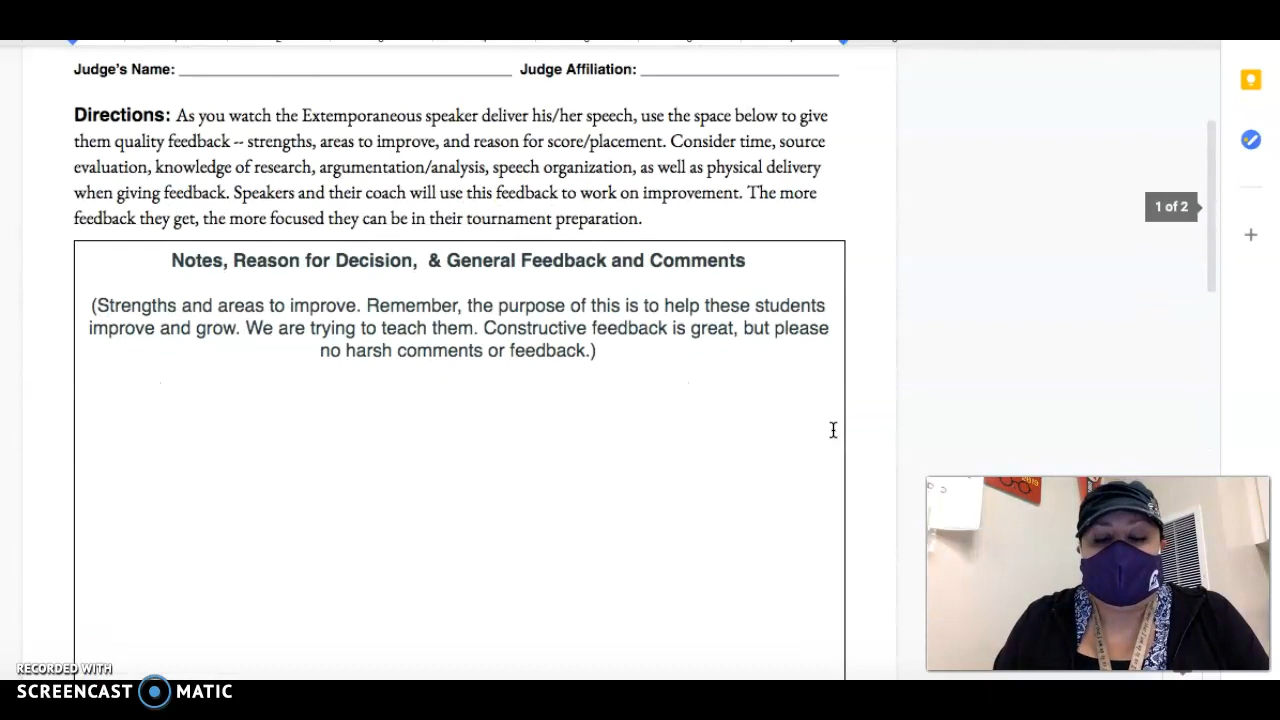 Judge's Name: Judge Affiliation:
Directions: As you watch the Extemporaneous speaker deliver his/her speech, use the space below to give
them quality feedback -- strengths, areas to improve, and reason for score/placement. Consider time, source
evaluation, knowledge of research, argumentation/analysis, speech organization, as well as physical delivery
when giving feedback. Speakers and their coach will use this feedback to work on improvement. The more
feedback they get, the more focused they can be in their tournament preparation.
1 of 2
Notes, Reason for Decision, & General Feedback and Comments
(Strengths and areas to improve. Remember, the purpose of this is to help these students
improve and grow. We are trying to teach them. Constructive feedback is great, but please
no harsh comments or feedback.)
2019
RECORDED WITH
SCREENCAST MATIC